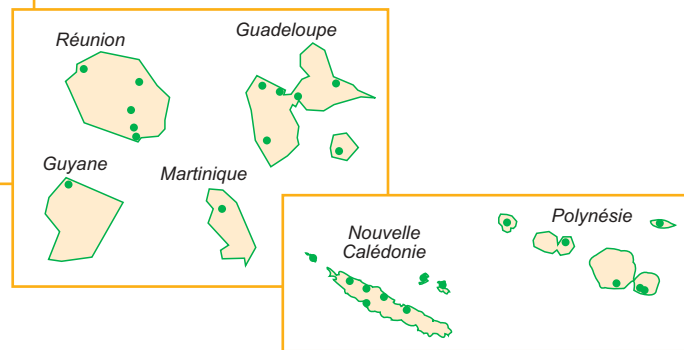 Réunion
Guadeloupe
Guyane
Martinique
Nouvelle
Calédonie
Polynésie